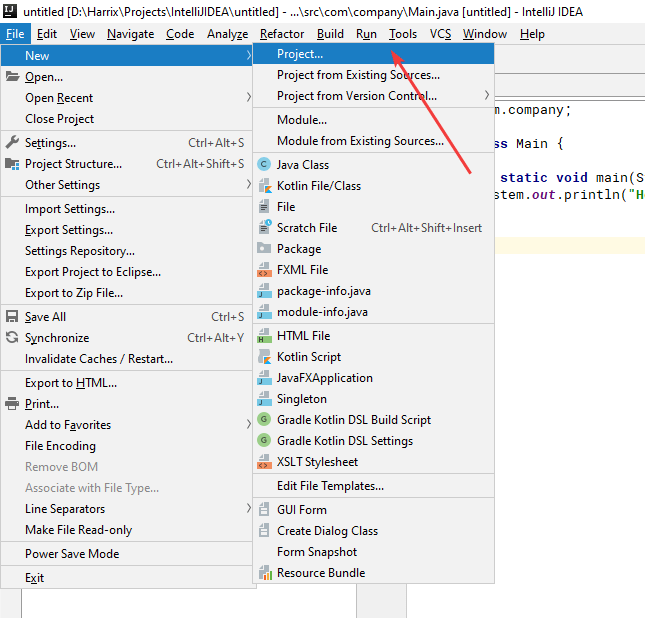 untitled [D:\Harrix\Projects\IntelliJIDEA\untitled] - ...\src\com\company\Main.java [untitled] - IntelliJ IDEA
File Edit View Navigate Code Analyze Refactor Build Run Tools VCS Window Help
New
Open...
Open Recent
Close Project
Settings... Ctrl+Alt+S
Project Structure... Ctrl+Alt+Shift+S
Other Settings
Import Settings...
Export Settings...
Settings Repository...
Export Project to Eclipse...
Export to Zip File...
Save All Ctrl+S
Synchronize Ctrl+Alt+Y
Invalidate Caches / Restart...
Export to HTML...
Print...
Add to Favorites
File Encoding
Remove BOM
Associate with File Type...
Line Separators
Make File Read-only
Power Save Mode
Exit
Project...
Project from Existing Sources...
Project from Version Control...
Module...
Module from Existing Sources...
Java Class
Kotlin File/Class
File
Scratch File Ctrl+Alt+Shift+Insert
Package
FXML File
package-info.java
module-info.java
HTML File
Kotlin Script
JavaFXApplication
Singleton
Gradle Kotlin DSL Build Script
Gradle Kotlin DSL Settings
XSLT Stylesheet
Edit File Templates...
GUI Form
Create Dialog Class
Form Snapshot
Resource Bundle
m.company;
ss Main {
static void main(S
stem.out.println("H